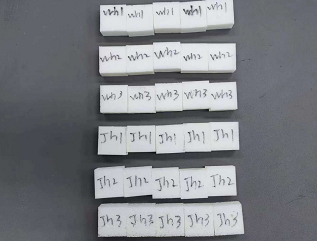 Wh1 Wh1 Wh1 Wh1 Wh1
Wh2 Wh2 Wh2 Wh2 Wh2
Wh3 Wh3 Wh3 Wh3 Wh3
Jh1 Jh1 Jh1 Jh1 Jh1
Jh2 Jh2 Jh2 Jh2 Jh2
Jh3 Jh3 Jh3 Jh3 Jh3